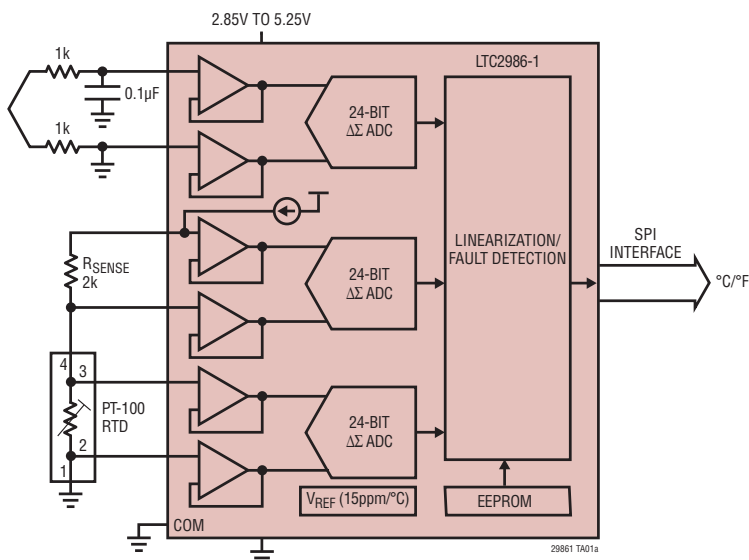 2.85V TO 5.25V
LTC2986-1
1k
0.1µF
1k
24-BIT
ΔΣ ADC
RSENSE
2k
24-BIT
ΔΣ ADC
LINEARIZATION/
FAULT DETECTION
SPI
INTERFACE
°C/°F
4
3
PT-100
RTD
2
1
24-BIT
ΔΣ ADC
VREF (15ppm/°C)
EEPROM
COM
29861 TA01a